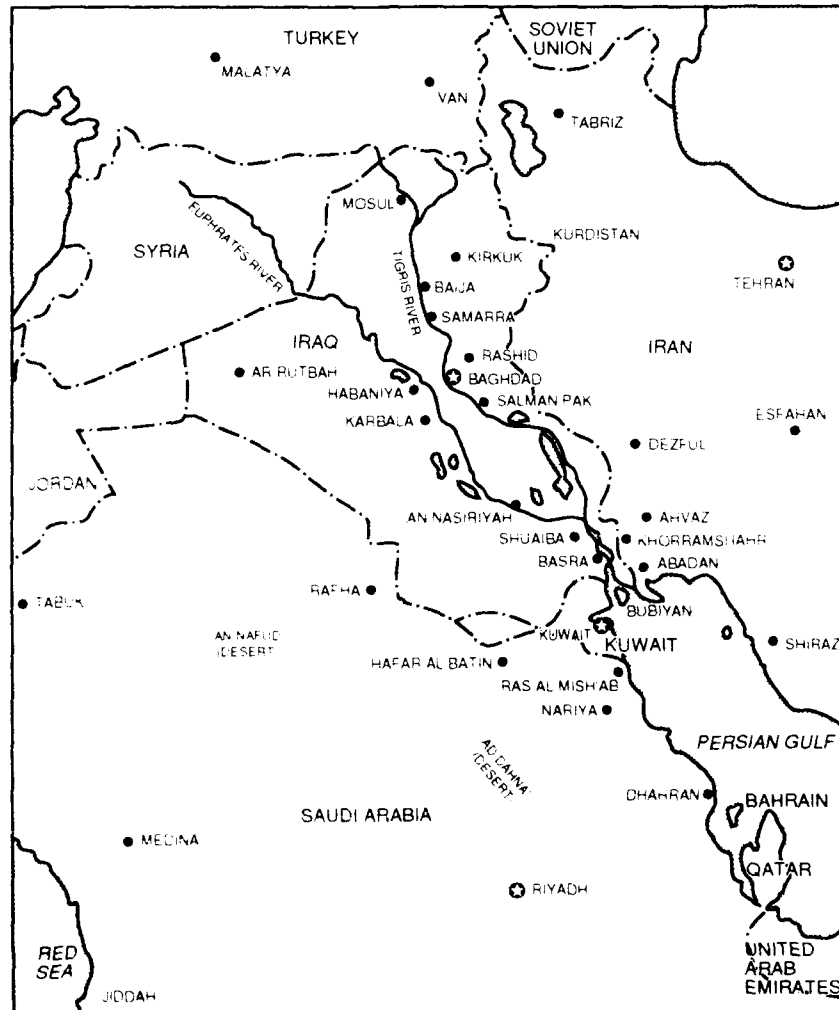 TURKEY
SOVIET
UNION
MALATYA
VAN
TABRIZ
MOSUL
KURDISTAN
EUPHRATES RIVER
SYRIA
TIGRIS RIVER
KIRKUK
TEHRAN
BAIJA
SAMARRA
IRAQ
IRAN
RASHID
AR RUTBAH
BAGHDAD
HABANIYA
SALMAN PAK
ESFAHAN
KARBALA
DEZFUL
JORDAN
AN NASIRIYAH
AHVAZ
SHUAIBA
KHORRAMSHAHR
BASRA
ABADAN
TABUK
RAFHA
BUBIYAN
AN NAFUD
(DESERT)
KUWAIT
KUWAIT
SHIRAZ
HAFAR AL BATIN
RAS AL MISH'AB
NARIYA
PERSIAN GULF
AD DAHNA
(DESERT)
DHAHRAN
BAHRAIN
SAUDI ARABIA
MEDINA
QATAR
RIYADH
RED
SEA
UNITED
ARAB
EMIRATES
JIDDAH